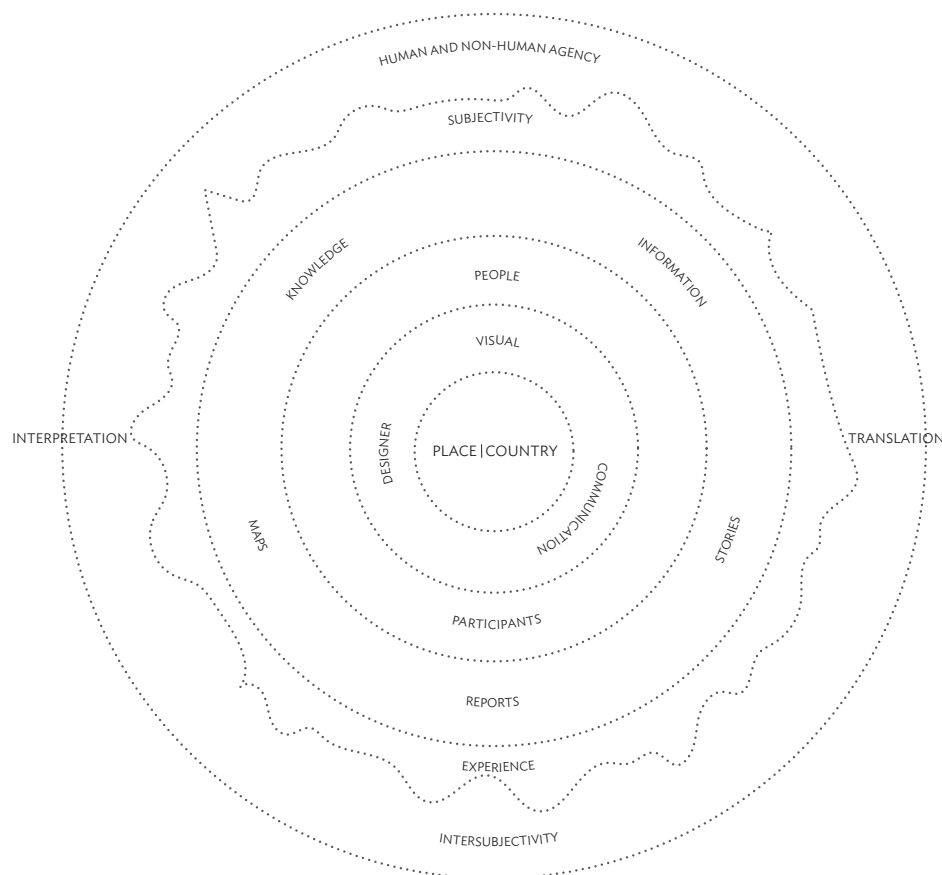 HUMAN AND NON-HUMAN AGENCY
SUBJECTIVITY
KNOWLEDGE
INFORMATION
PEOPLE
VISUAL
INTERPRETATION
DESIGNER
PLACE|COUNTRY
TRANSLATION
COMMUNICATION
MAPS
STORIES
PARTICIPANTS
REPORTS
EXPERIENCE
INTERSUBJECTIVITY